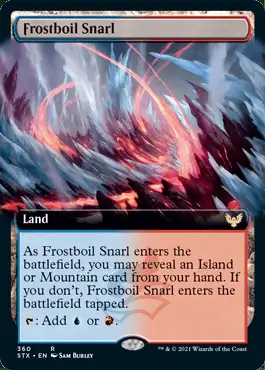 Frostboil Snarl
Land
As Frostboil Snarl enters the
battlefield, you may reveal an Island
or Mountain card from your hand. If
you don't, Frostboil Snarl enters the
battlefield tapped.
: Add or .
360 R
STX • EN SAM BURLEY
™ & © 2021 Wizards of the Coast